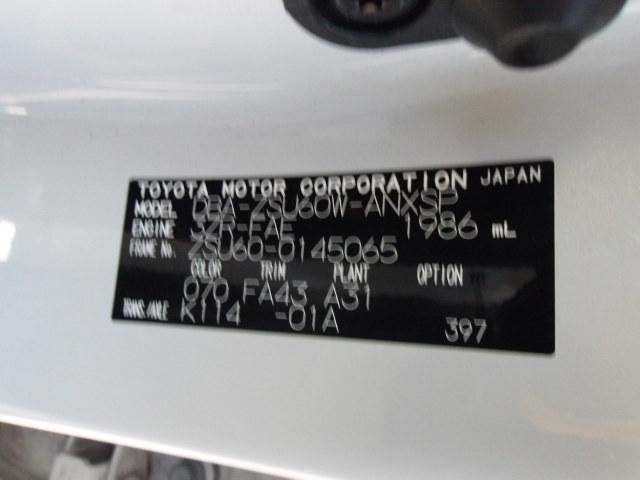 TOYOTA MOTOR CORPORATION JAPAN
MODEL DBA-ZSU60W-ANXSP
ENGINE 3ZR-FAE 1986 mL
FRAME No. ZSU60-0145065
COLOR TRIM PLANT OPTION
070 FA43 A31
TRANS./AXLE K114 -01A 397